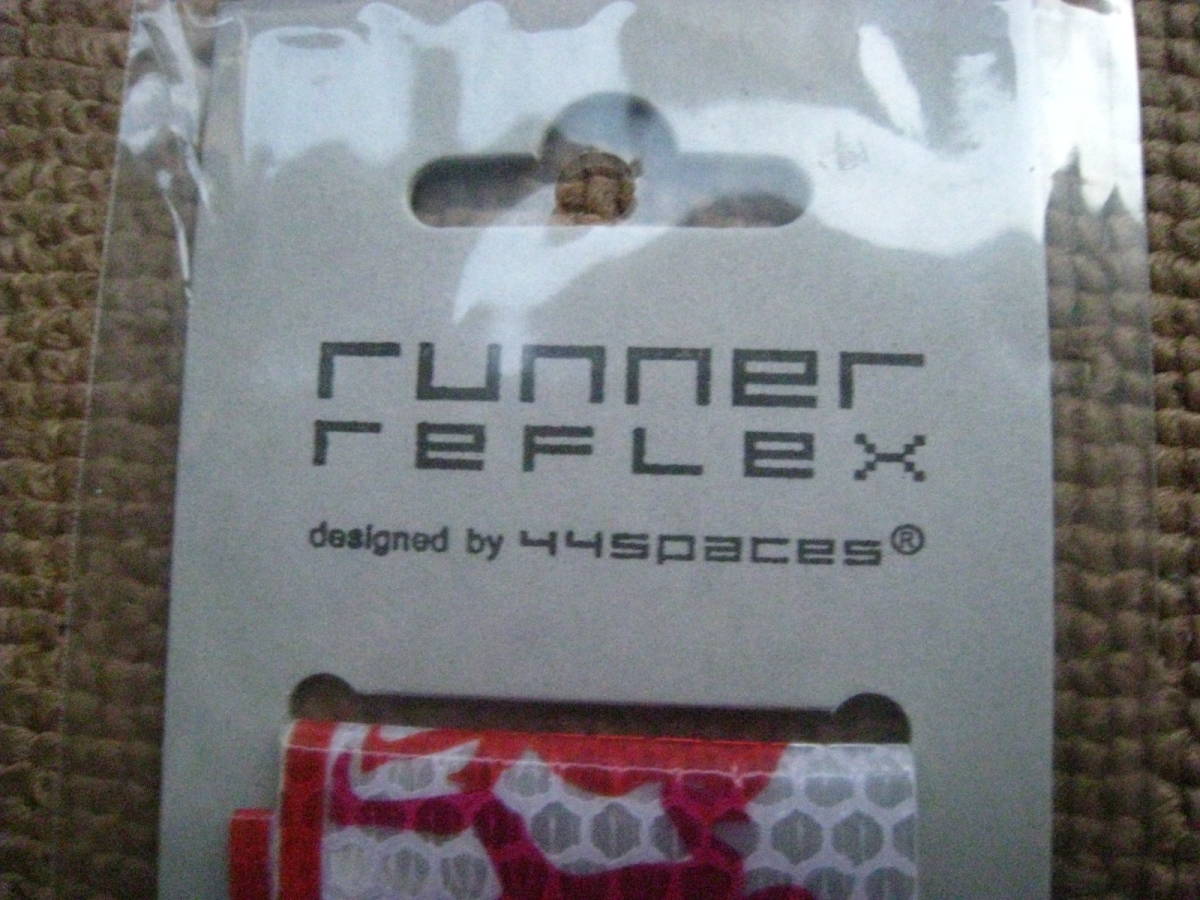 runner
reflex
designed by 44spaces®